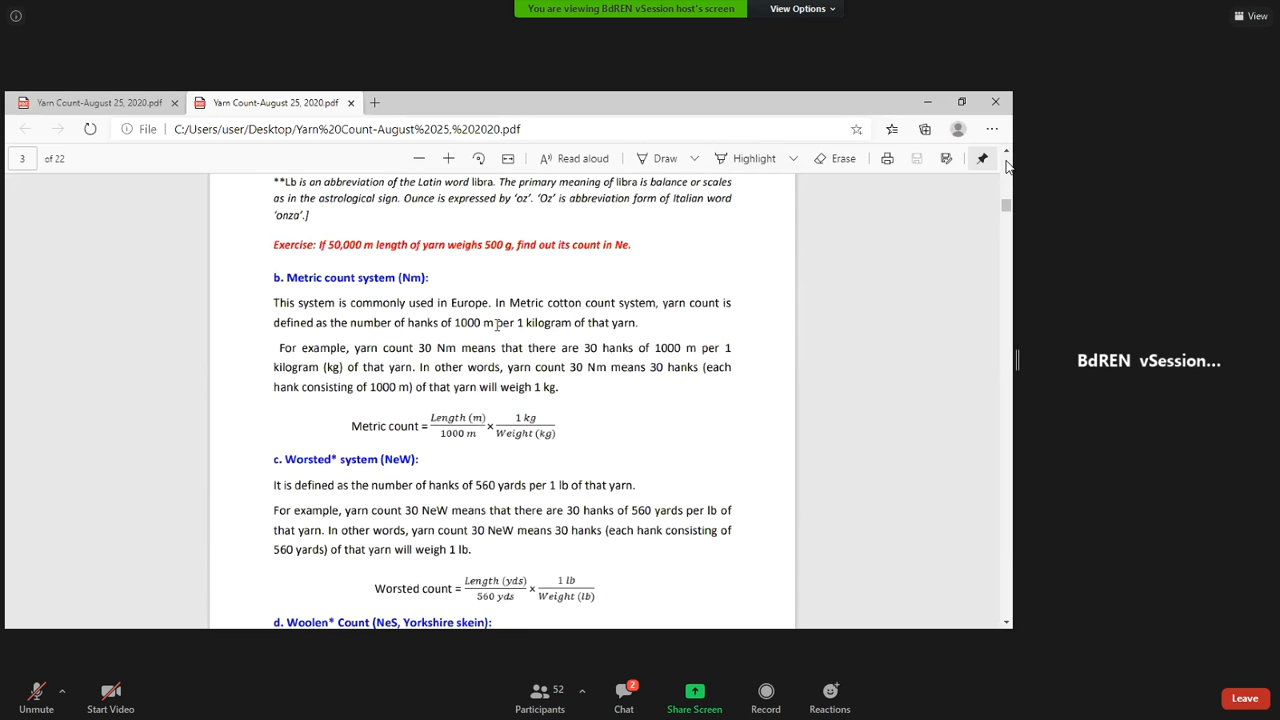 You are viewing BdREN vSession host's screen
View Options
View
Yarn Count-August 25, 2020.pdf
Yarn Count-August 25, 2020.pdf
File
C:/Users/user/Desktop/Yarn%20Count-August%2025,%202020.pdf
3
of 22
Read aloud
Draw
Highlight
Erase
**Lb is an abbreviation of the Latin word libra. The primary meaning of libra is balance or scales
as in the astrological sign. Ounce is expressed by 'oz'. 'Oz' is abbreviation form of Italian word
'onza'.]
Exercise: If 50,000 m length of yarn weighs 500 g, find out its count in Ne.
b. Metric count system (Nm):
This system is commonly used in Europe. In Metric cotton count system, yarn count is
defined as the number of hanks of 1000 m per 1 kilogram of that yarn.
For example, yarn count 30 Nm means that there are 30 hanks of 1000 m per 1
kilogram (kg) of that yarn. In other words, yarn count 30 Nm means 30 hanks (each
hank consisting of 1000 m) of that yarn will weigh 1 kg.
Metric count = Length (m) / 1000 m × 1 kg / Weight (kg)
c. Worsted* system (NeW):
It is defined as the number of hanks of 560 yards per 1 lb of that yarn.
For example, yarn count 30 NeW means that there are 30 hanks of 560 yards per lb of
that yarn. In other words, yarn count 30 NeW means 30 hanks (each hank consisting of
560 yards) of that yarn will weigh 1 lb.
Worsted count = Length (yds) / 560 yds × 1 lb / Weight (lb)
d. Woolen* Count (NeS, Yorkshire skein):
BdREN vSession...
Unmute
Start Video
52
Participants
2
Chat
Share Screen
Record
Reactions
Leave